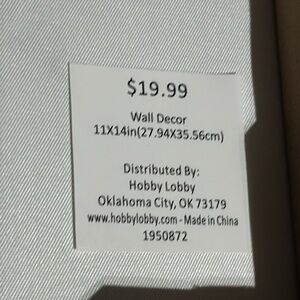 $19.99
Wall Decor
11X14in(27.94X35.56cm)
Distributed By:
Hobby Lobby
Oklahoma City, OK 73179
www.hobbylobby.com - Made in China
1950872